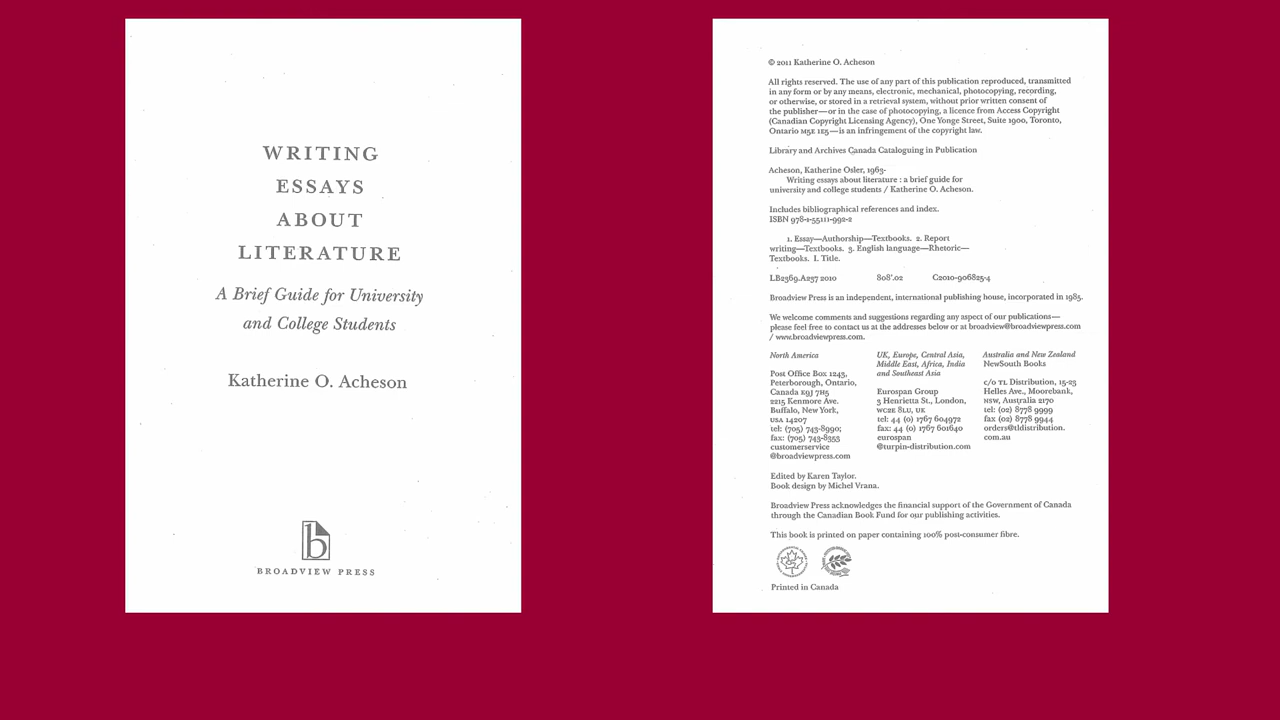 WRITING
ESSAYS
ABOUT
LITERATURE
A Brief Guide for University
and College Students
Katherine O. Acheson
b
BROADVIEW PRESS
© 2011 Katherine O. Acheson
All rights reserved. The use of any part of this publication reproduced, transmitted
in any form or by any means, electronic, mechanical, photocopying, recording,
or otherwise, or stored in a retrieval system, without prior written consent of
the publisher—or in the case of photocopying, a licence from Access Copyright
(Canadian Copyright Licensing Agency), One Yonge Street, Suite 1900, Toronto,
Ontario M5E 1E5—is an infringement of the copyright law.
Library and Archives Canada Cataloguing in Publication
Acheson, Katherine Osler, 1963-
Writing essays about literature : a brief guide for
university and college students / Katherine O. Acheson.
Includes bibliographical references and index.
ISBN 978-1-55111-992-2
1. Essay—Authorship—Textbooks. 2. Report
writing—Textbooks. 3. English language—Rhetoric—
Textbooks. I. Title.
LB2369.A237 2010 808'.02 C2010-906825-4
Broadview Press is an independent, international publishing house, incorporated in 1985.
We welcome comments and suggestions regarding any aspect of our publications—
please feel free to contact us at the addresses below or at broadview@broadviewpress.com
/ www.broadviewpress.com.
North America
Post Office Box 1243,
Peterborough, Ontario,
Canada K9J 7H5
2215 Kenmore Ave.
Buffalo, New York,
USA 14207
tel: (705) 743-8990;
fax: (705) 743-8353
customerservice
@broadviewpress.com
UK, Europe, Central Asia,
Middle East, Africa, India
and Southeast Asia
Eurospan Group
3 Henrietta St., London,
WC2E 8LU, UK
tel: 44 (0) 1767 604972
fax: 44 (0) 1767 601640
eurospan
@turpin-distribution.com
Australia and New Zealand
NewSouth Books
c/o TL Distribution, 15-23
Helles Ave., Moorebank,
NSW, Australia 2170
tel: (02) 8778 9999
fax (02) 8778 9944
orders@tldistribution.
com.au
Edited by Karen Taylor.
Book design by Michel Vrana.
Broadview Press acknowledges the financial support of the Government of Canada
through the Canadian Book Fund for our publishing activities.
This book is printed on paper containing 100% post-consumer fibre.
Printed in Canada